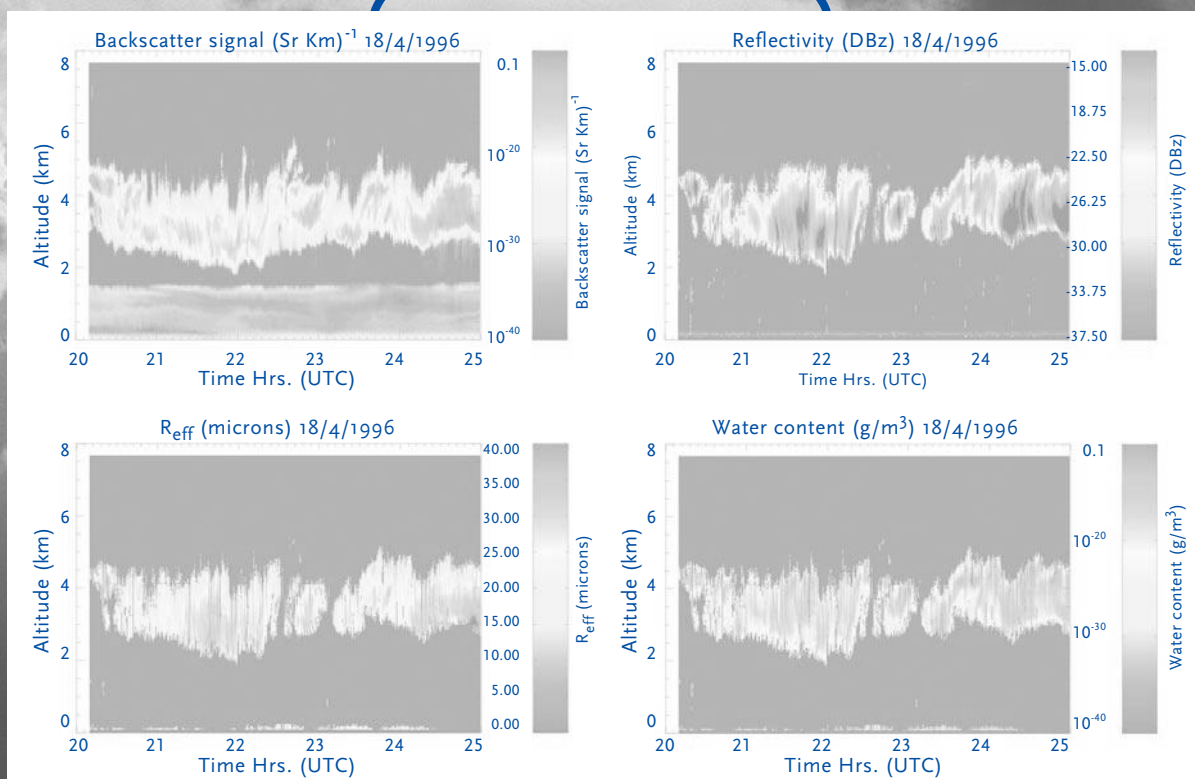 Backscatter signal (Sr Km)⁻¹ 18/4/1996
8
6
4
2
0
Altitude (km)
20 21 22 23 24 25
Time Hrs. (UTC)
0.1
10⁻²⁰
10⁻³⁰
10⁻⁴⁰
Backscatter signal (Sr Km)⁻¹
Reflectivity (DBz) 18/4/1996
8
6
4
2
0
Altitude (km)
20 21 22 23 24 25
Time Hrs. (UTC)
-15.00
18.75
-22.50
-26.25
-30.00
-33.75
-37.50
Reflectivity (DBz)
R_eff (microns) 18/4/1996
8
6
4
2
0
Altitude (km)
20 21 22 23 24 25
Time Hrs. (UTC)
40.00
35.00
30.00
25.00
20.00
15.00
10.00
5.00
0.00
R_eff (microns)
Water content (g/m³) 18/4/1996
8
6
4
2
0
Altitude (km)
20 21 22 23 24 25
Time Hrs. (UTC)
0.1
10⁻²⁰
10⁻³⁰
10⁻⁴⁰
Water content (g/m³)